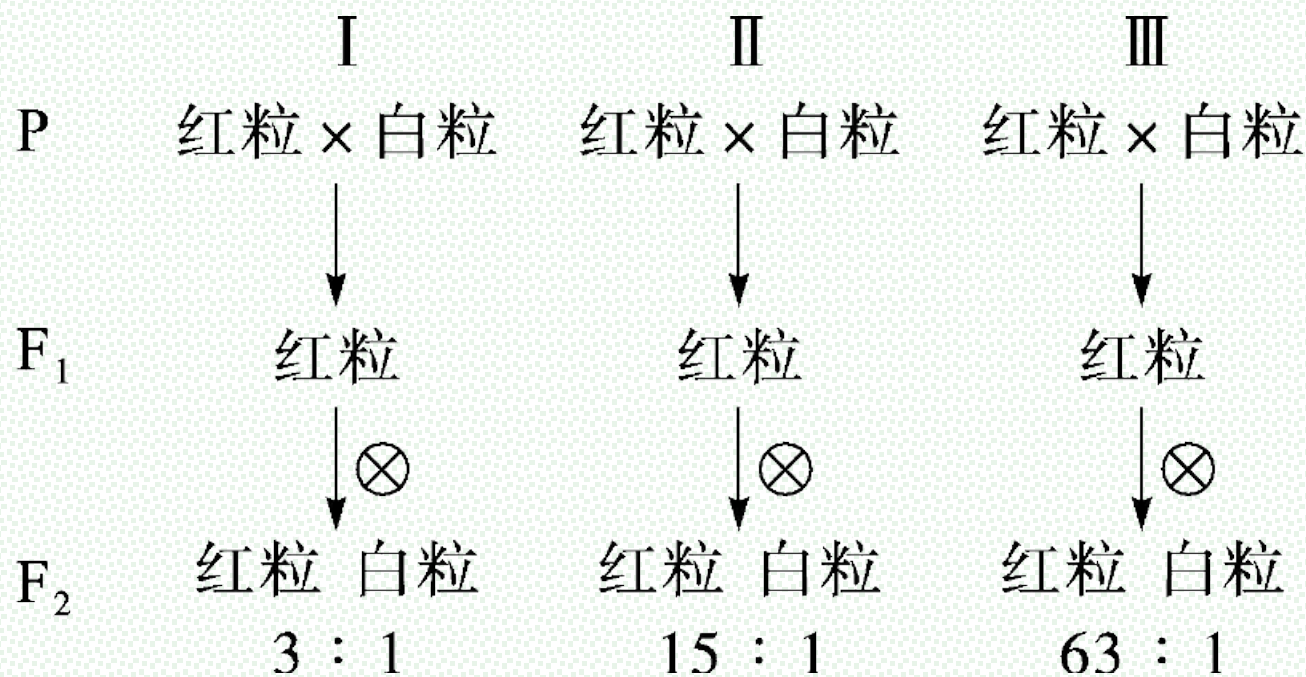 Ⅰ Ⅱ Ⅲ
P 红粒 × 白粒 红粒 × 白粒 红粒 × 白粒
F₁ 红粒 红粒 红粒
F₂ 红粒 白粒 红粒 白粒 红粒 白粒
3 : 1 15 : 1 63 : 1